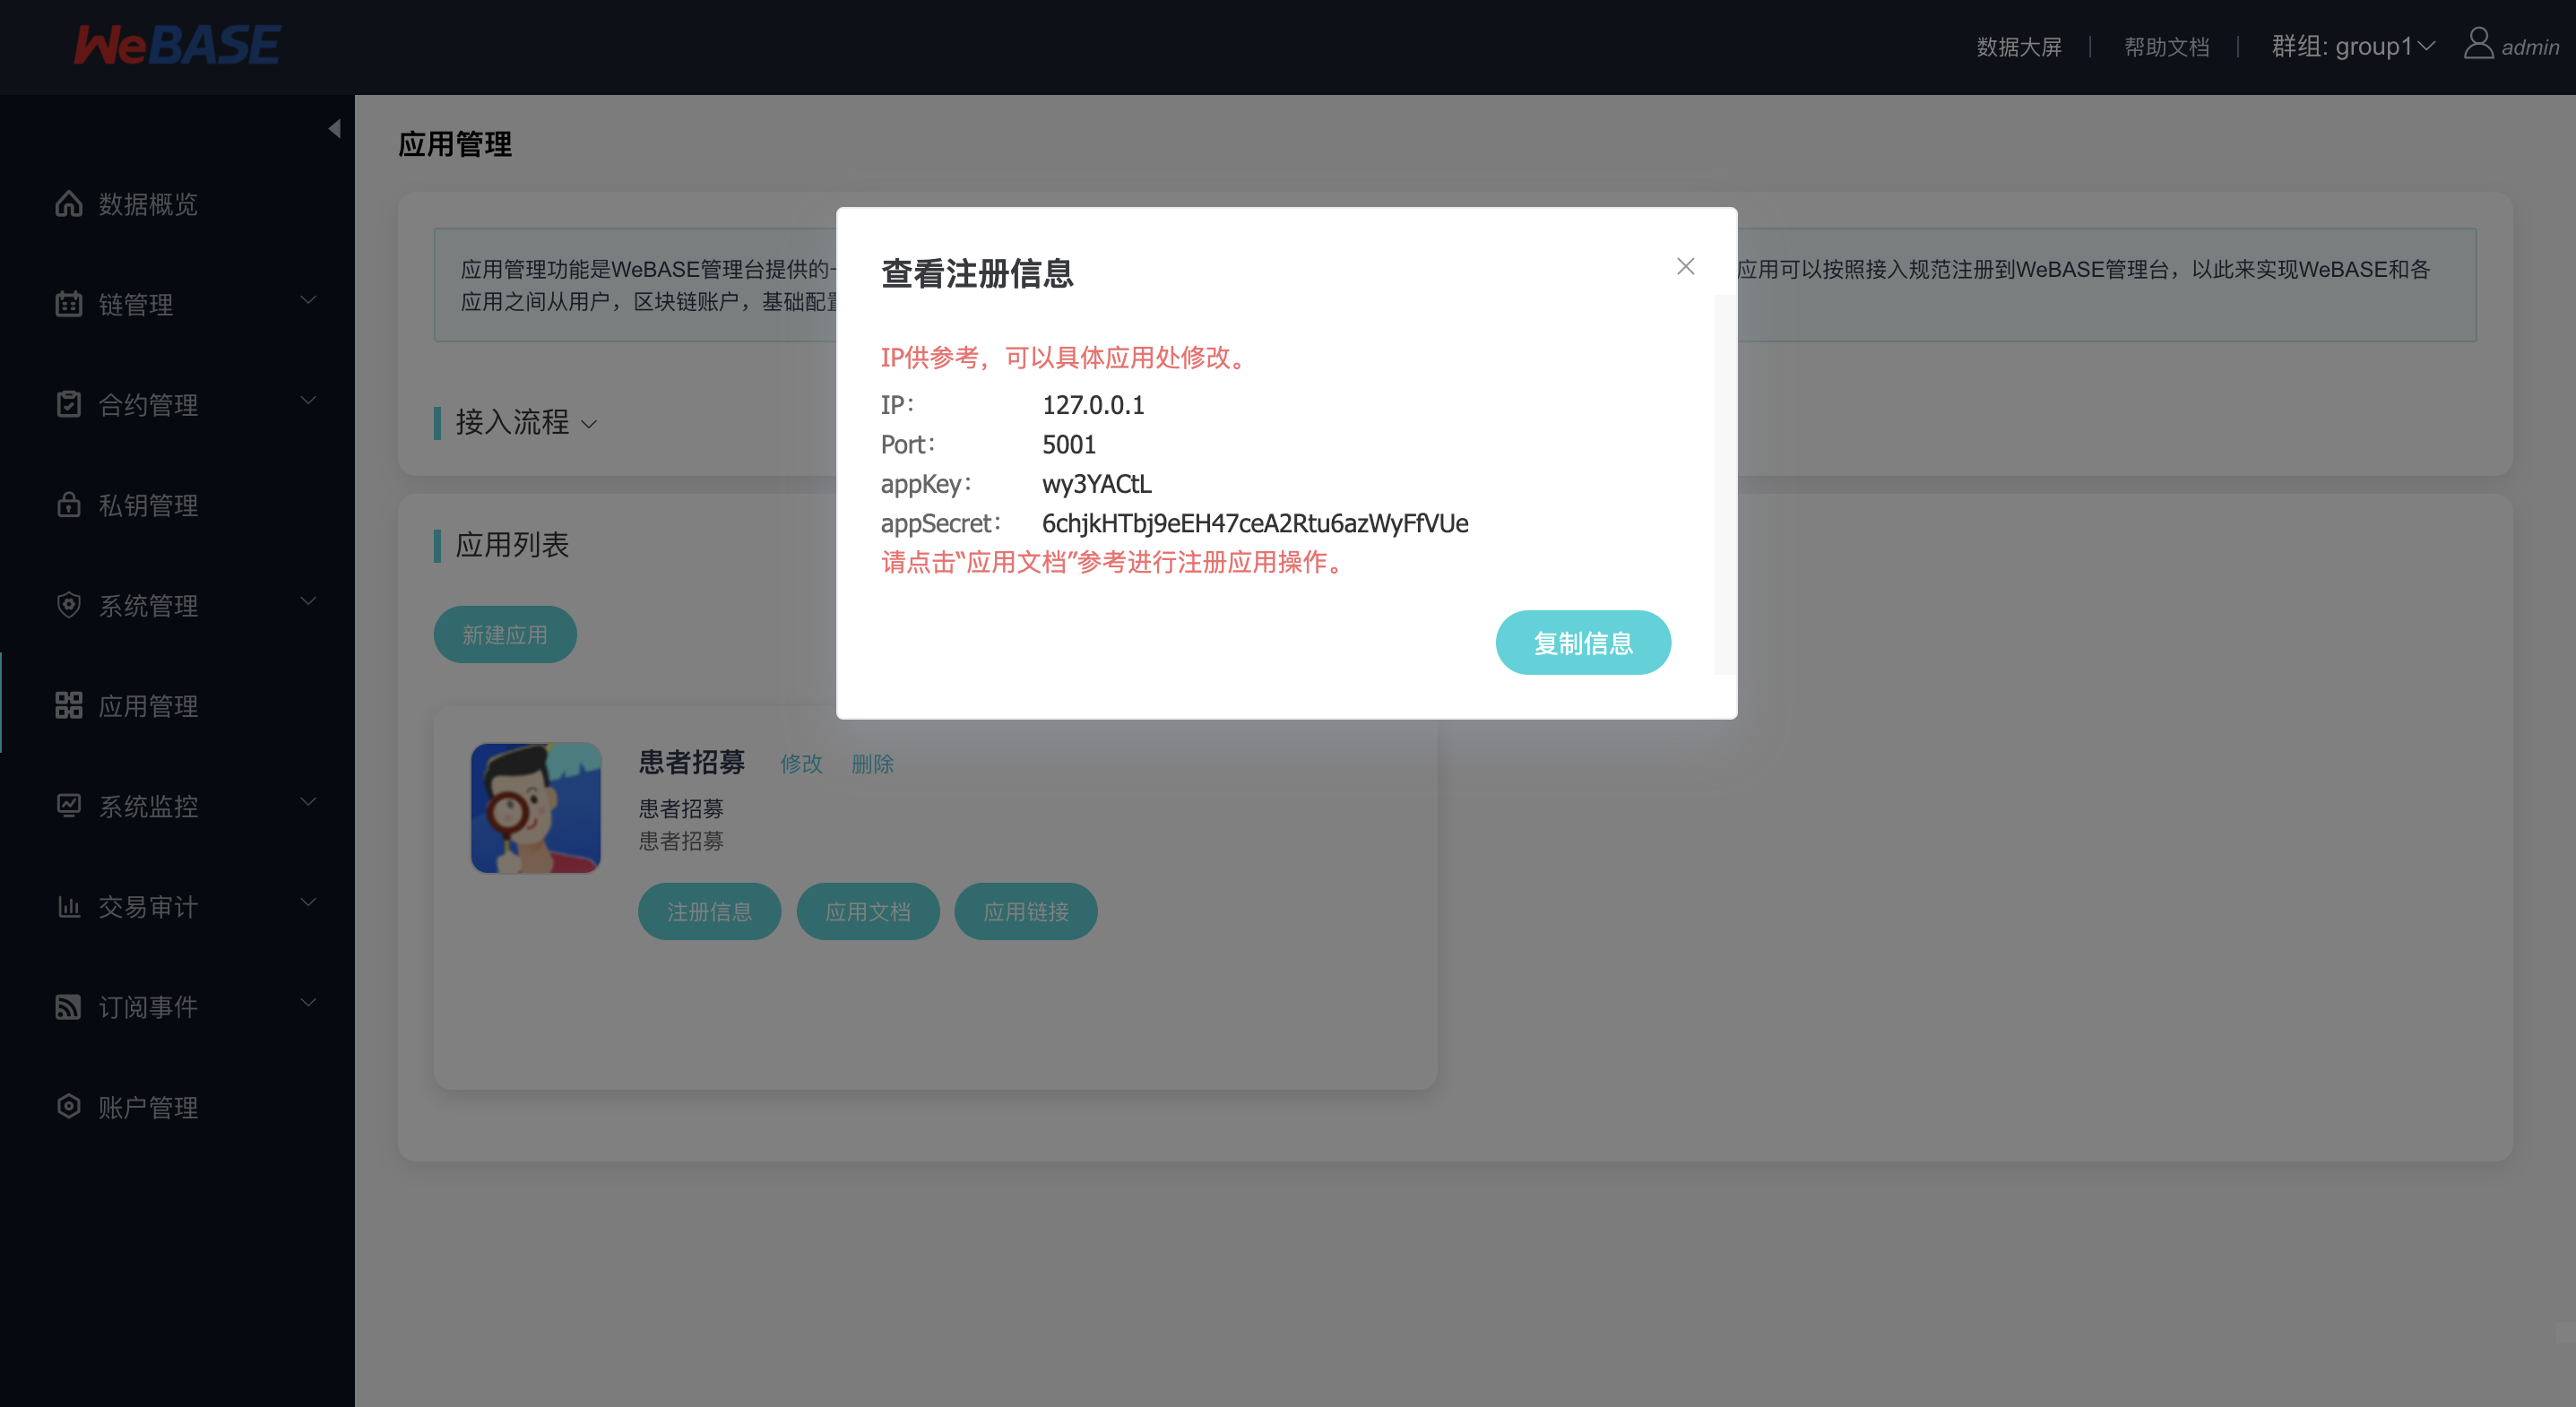 WeBASE
数据大屏 | 帮助文档 | 群组: group1 admin
数据概览
链管理
合约管理
私钥管理
系统管理
应用管理
系统监控
交易审计
订阅事件
账户管理
应用管理
应用管理功能是WeBASE管理台提供的
应用可以按照接入规范注册到WeBASE管理台，以此来实现WeBASE和各
应用之间从用户，区块链账户，基础配
接入流程
应用列表
新建应用
患者招募 修改 删除
患者招募
患者招募
注册信息 应用文档 应用链接
查看注册信息
IP供参考，可以具体应用处修改。
IP： 127.0.0.1
Port： 5001
appKey： wy3YACtL
appSecret： 6chjkHTbj9eEH47ceA2Rtu6azWyFfVUe
请点击“应用文档”参考进行注册应用操作。
复制信息